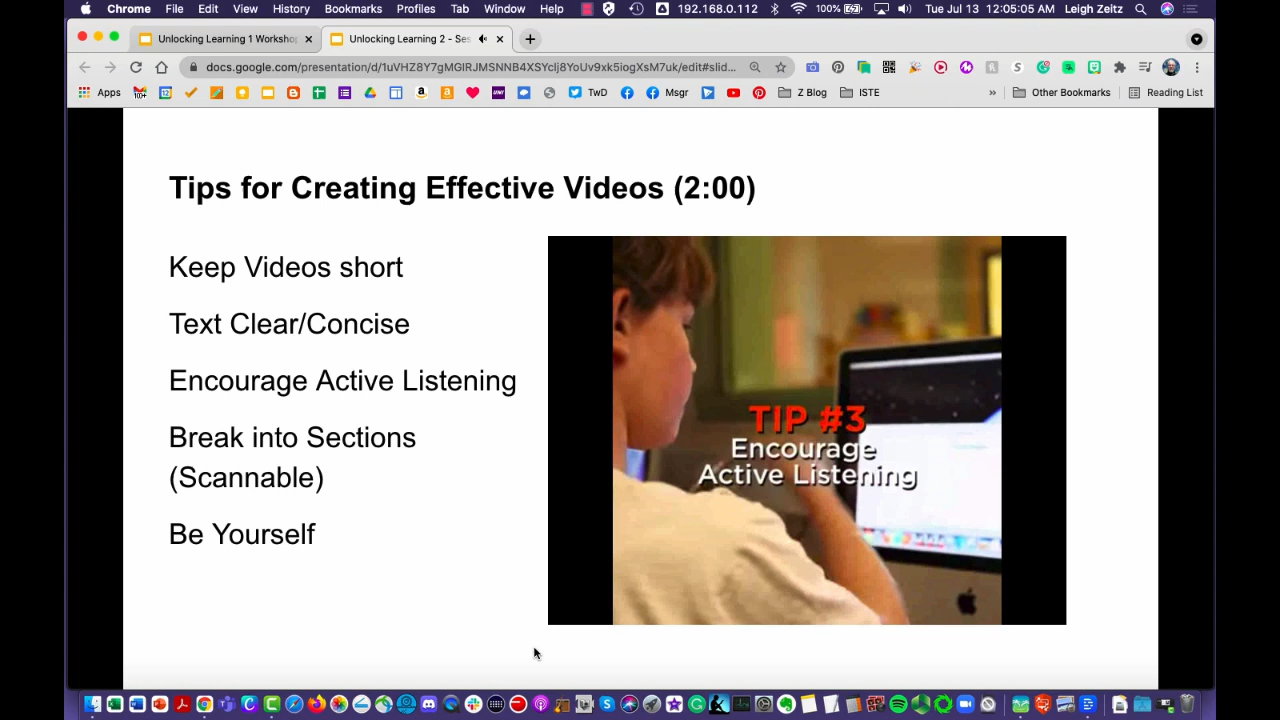 Chrome File Edit View History Bookmarks Profiles Tab Window Help 192.168.0.112 100% Tue Jul 13 12:05:05 AM Leigh Zeltz
Unlocking Learning 1 Workshop Unlocking Learning 2 - Ses
docs.google.com/presentation/d/1uVHZ8Y7gMGIRJMSNNB4XSYclj8YoUv9xk5iogXsM7uk/edit#slid...
Apps TwD Msgr Z Blog ISTE » Other Bookmarks Reading List
Tips for Creating Effective Videos (2:00)
Keep Videos short
Text Clear/Concise
Encourage Active Listening
Break into Sections
(Scannable)
Be Yourself
TIP #3
Encourage
Active Listening